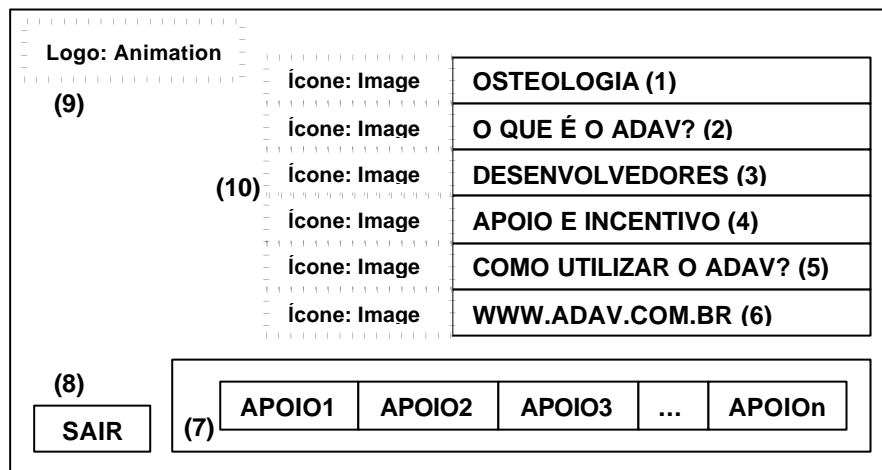 Logo: Animation
(9)
Ícone: Image OSTEOLOGIA (1)
Ícone: Image O QUE É O ADAV? (2)
(10) Ícone: Image DESENVOLVEDORES (3)
Ícone: Image APOIO E INCENTIVO (4)
Ícone: Image COMO UTILIZAR O ADAV? (5)
Ícone: Image WWW.ADAV.COM.BR (6)
(8)
SAIR
(7) APOIO1 APOIO2 APOIO3 ... APOIOn